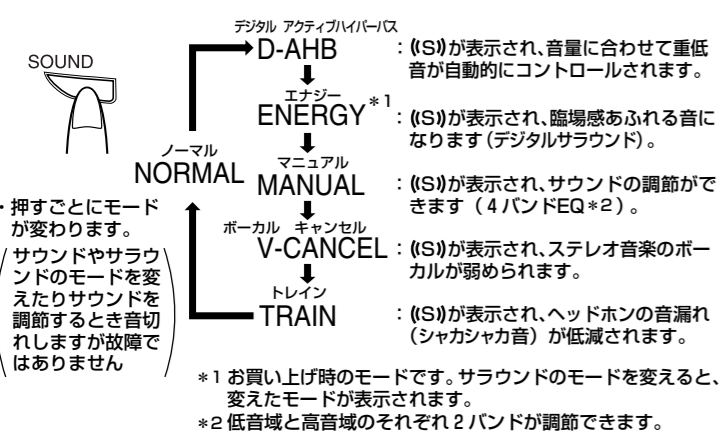 SOUND
・押すごとにモード
が変わります。
サウンドやサラウ
ンドのモードを変
えたりサウンドを
調節するとき音切
れしますが故障で
はありません
ノーマル
NORMAL
デジタル アクティブハイパーバス
D-AHB
：((S))が表示され、音量に合わせて重低
音が自動的にコントロールされます。
エナジー
ENERGY*1
：((S))が表示され、臨場感あふれる音に
なります（デジタルサラウンド）。
マニュアル
MANUAL
：((S))が表示され、サウンドの調節がで
きます（4バンドEQ*2）。
ボーカル キャンセル
V-CANCEL
：((S))が表示され、ステレオ音楽のボー
カルが弱められます。
トレイン
TRAIN
：((S))が表示され、ヘッドホンの音漏れ
（シャカシャカ音）が低減されます。
*1 お買い上げ時のモードです。サラウンドのモードを変えると、
変えたモードが表示されます。
*2 低音域と高音域のそれぞれ2バンドが調節できます。